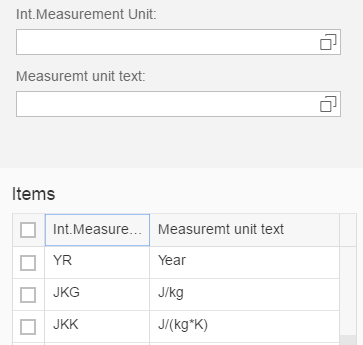 Int.Measurement Unit:
Measuremt unit text:
Items
Int.Measure... Measuremt unit text
YR Year
JKG J/kg
JKK J/(kg*K)